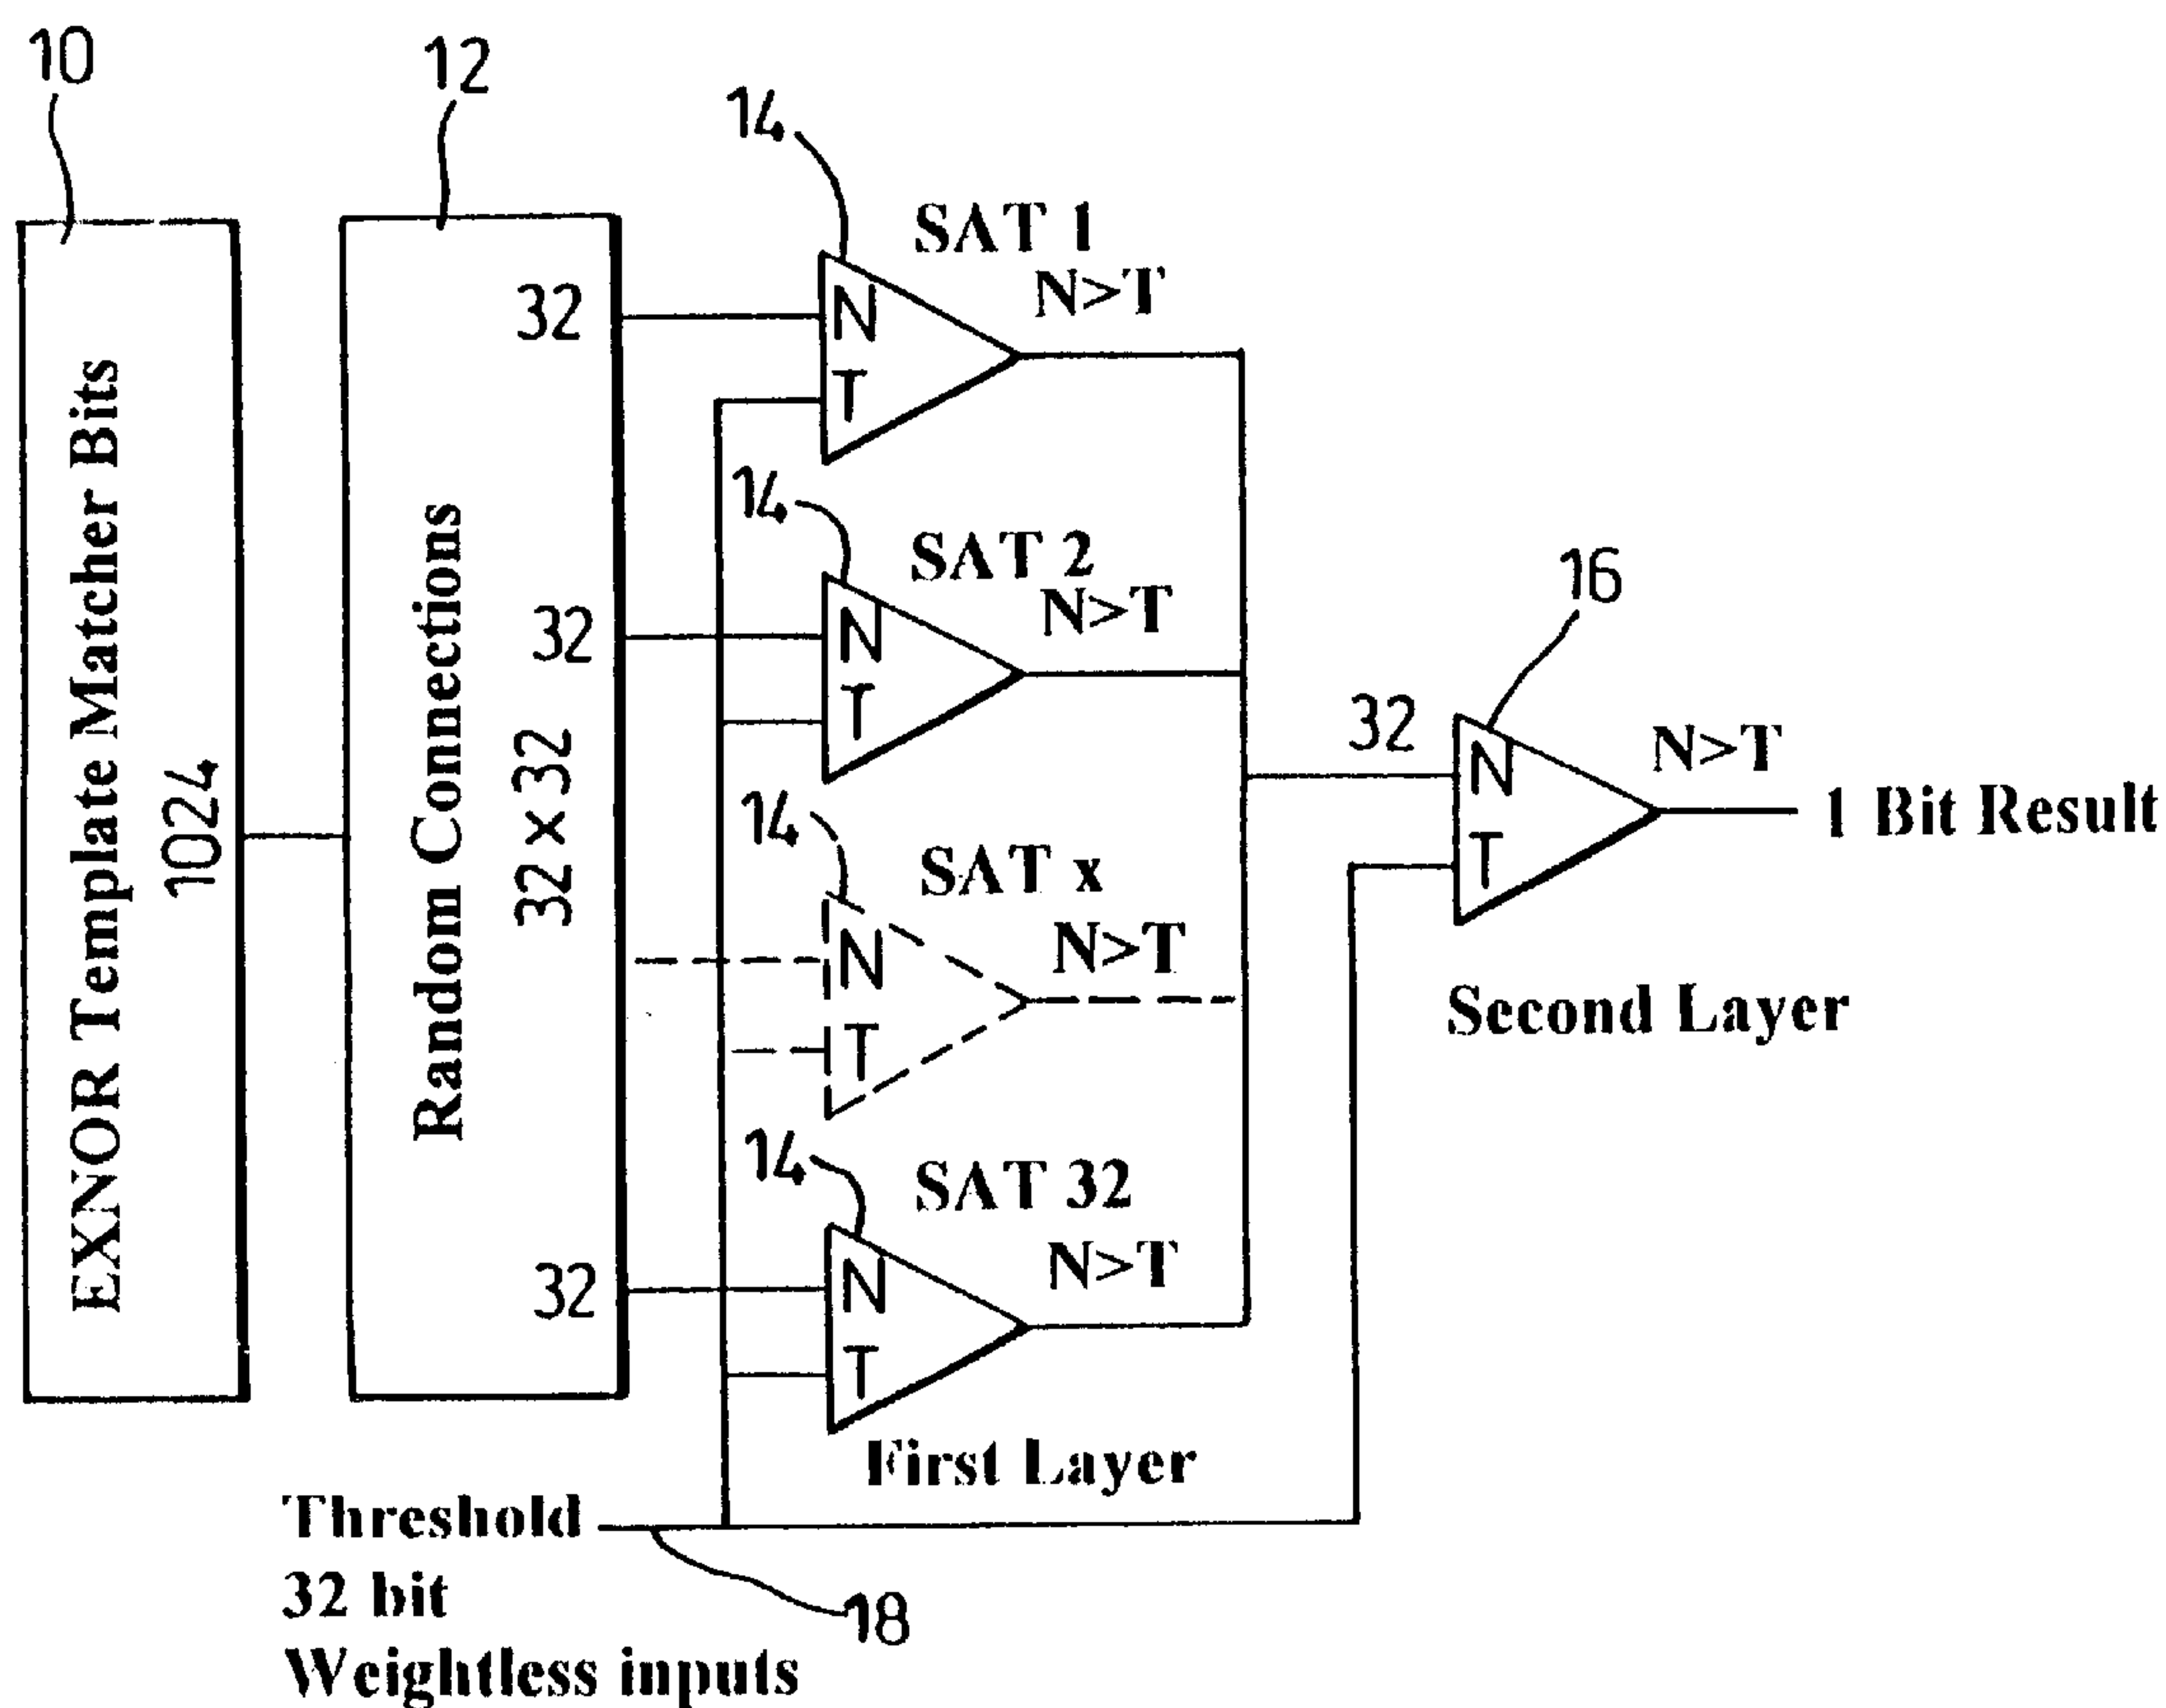 10
12
14
SAT 1
N>T
32
N
T
EXNOR Template Matcher Bits
1024
Random Connections
32×32
14
SAT 2
N>T
32
N
T
16
14
SAT x
N>T
N
T
32
N>T
N
T
1 Bit Result
Second Layer
14
SAT 32
N>T
32
N
T
First Layer
Threshold
32 bit
Weightless inputs
18